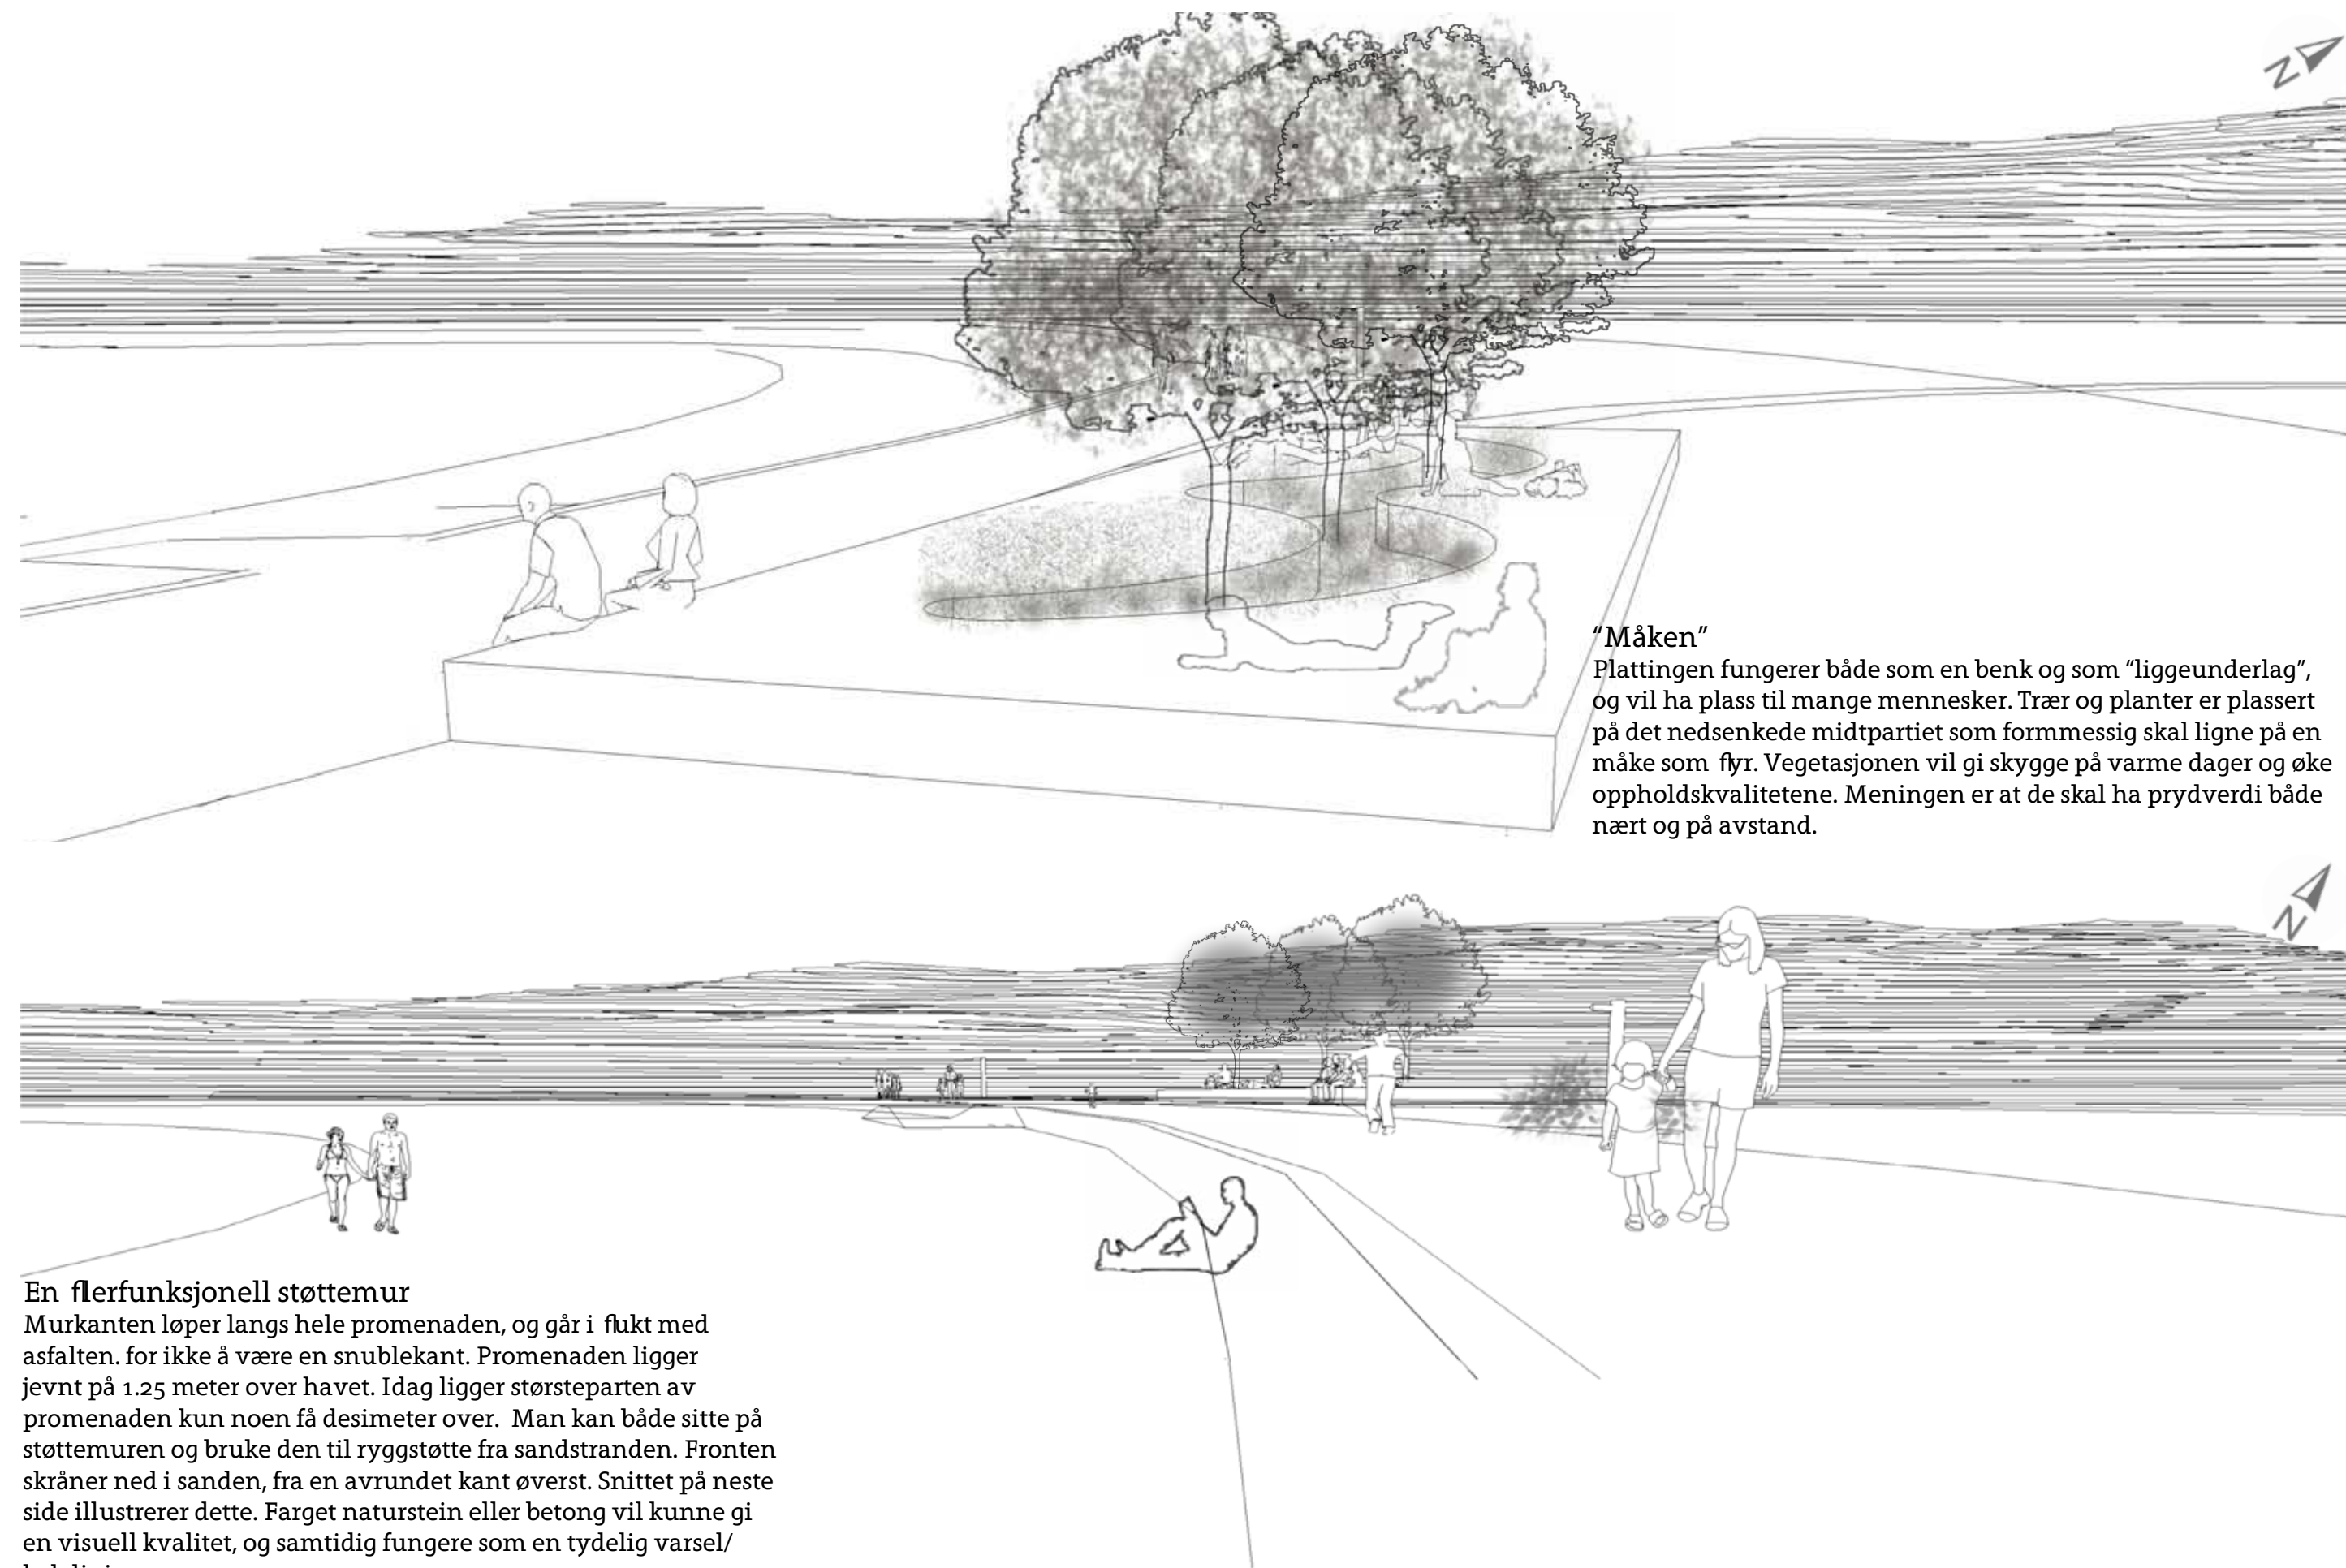 N
“Måken”
Plattingen fungerer både som en benk og som “liggeunderlag”,
og vil ha plass til mange mennesker. Trær og planter er plassert
på det nedsenkede midtpartiet som formmessig skal ligne på en
måke som flyr. Vegetasjonen vil gi skygge på varme dager og øke
oppholdskvalitetene. Meningen er at de skal ha prydverdi både
nært og på avstand.
N
En flerfunksjonell støttemur
Murkanten løper langs hele promenaden, og går i flukt med
asfalten. for ikke å være en snublekant. Promenaden ligger
jevnt på 1.25 meter over havet. Idag ligger størsteparten av
promenaden kun noen få desimeter over. Man kan både sitte på
støttemuren og bruke den til ryggstøtte fra sandstranden. Fronten
skråner ned i sanden, fra en avrundet kant øverst. Snittet på neste
side illustrerer dette. Farget naturstein eller betong vil kunne gi
en visuell kvalitet, og samtidig fungere som en tydelig varsel/